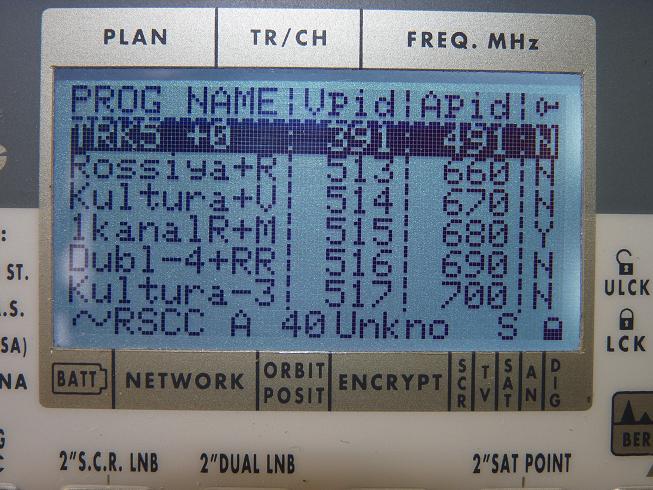 PLAN TR/CH FREQ. MHz
PROG NAME|VPid|APid|
TRK5 +0 391 491 N
Rossiya+R 513 660 N
Kultura+V 514 670 N
1kanalR+M 515 680 Y
Dubl-4+RR 516 690 N
Kultura-3 517 700 N
~RSCC A 40Unkno S
BATT NETWORK ORBIT POSIT ENCRYPT SCR TV SAT AN DIG
ST.
SA)
NA
ULCK
LCK
BER
2"S.C.R. LNB 2"DUAL LNB 2"SAT POINT